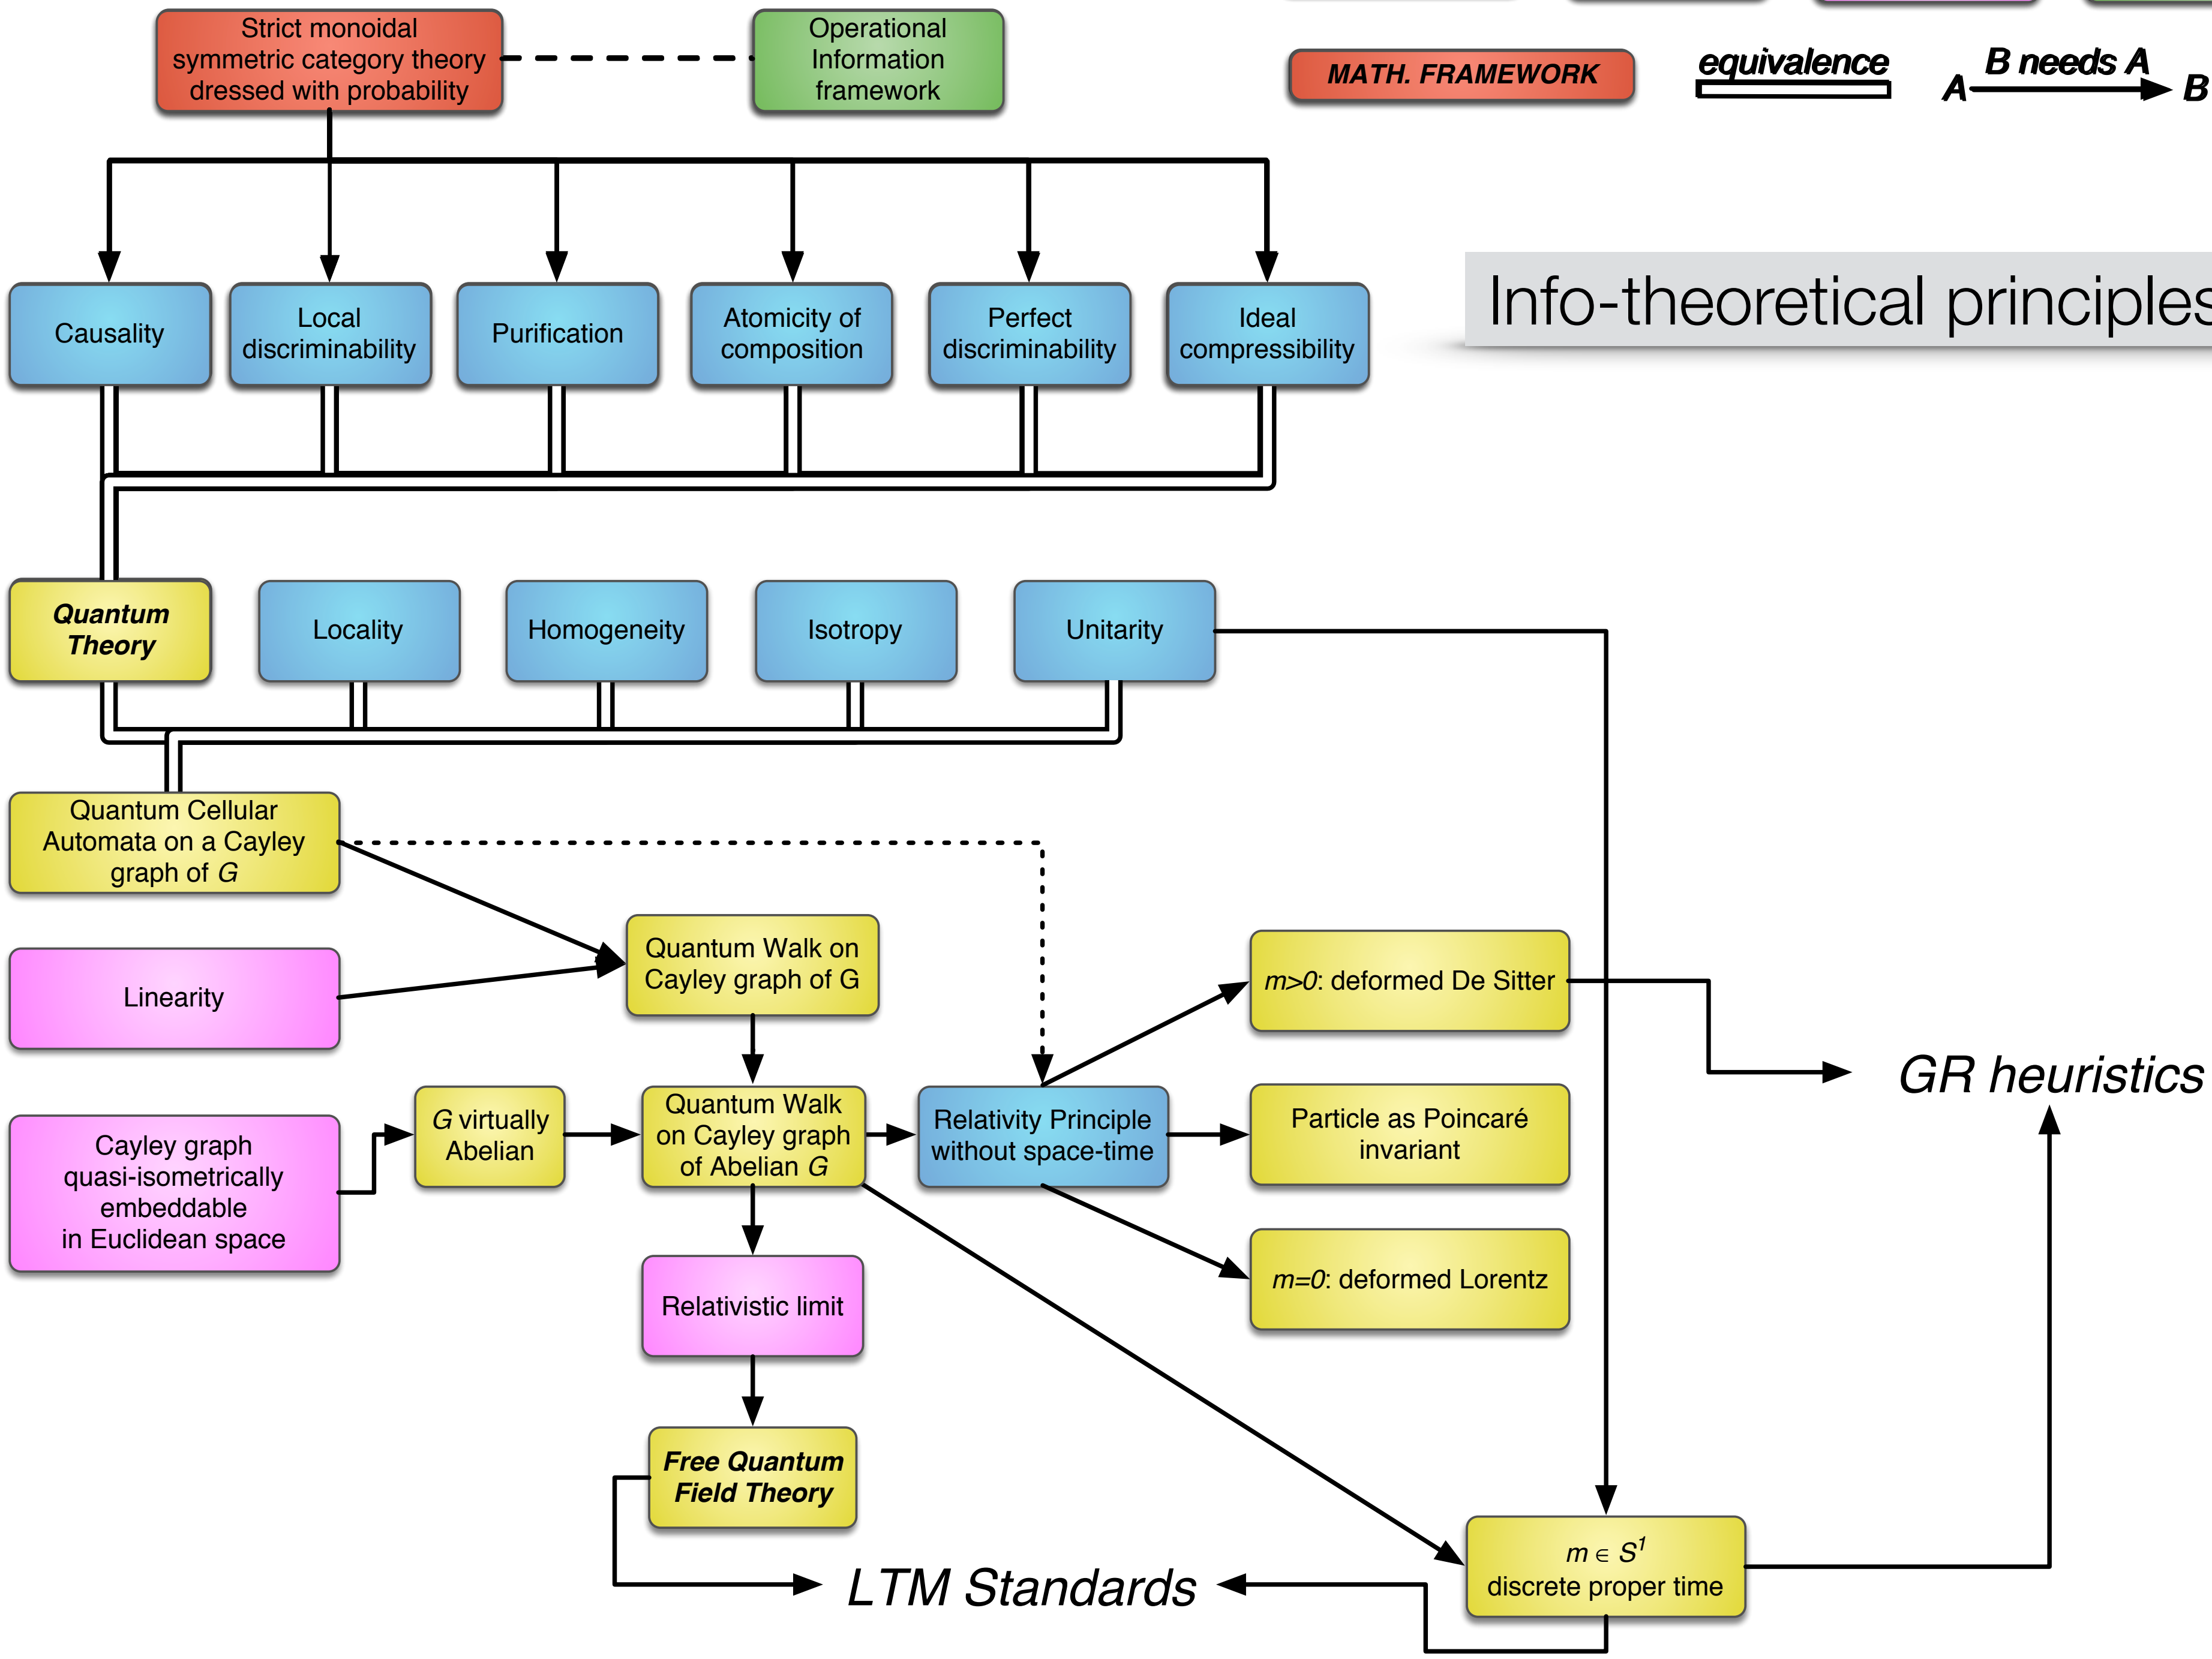 Strict monoidal
symmetric category theory
dressed with probability
Operational
Information
framework
MATH. FRAMEWORK
equivalence
B needs A
A
B
Info-theoretical principles
Causality
Local
discriminability
Purification
Atomicity of
composition
Perfect
discriminability
Ideal
compressibility
Quantum
Theory
Locality
Homogeneity
Isotropy
Unitarity
Quantum Cellular
Automata on a Cayley
graph of G
Linearity
Quantum Walk on
Cayley graph of G
m>0: deformed De Sitter
GR heuristics
Cayley graph
quasi-isometrically
embeddable
in Euclidean space
G virtually
Abelian
Quantum Walk
on Cayley graph
of Abelian G
Relativity Principle
without space-time
Particle as Poincaré
invariant
m=0: deformed Lorentz
Relativistic limit
Free Quantum
Field Theory
m ∈ S¹
discrete proper time
LTM Standards